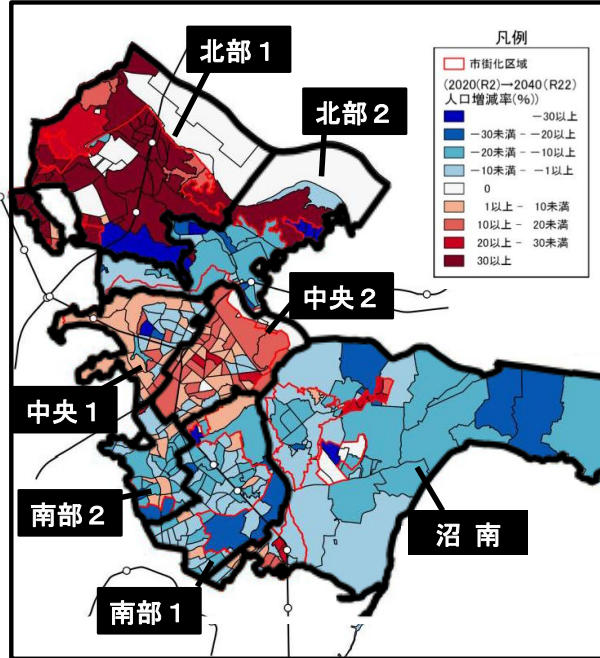 凡例
市街化区域
(2020(R2)→2040(R22)
人口増減率(%))
-30以上
-30未満 - -20以上
-20未満 - -10以上
-10未満 - -1以上
0
1以上 - 10未満
10以上 - 20未満
20以上 - 30未満
30以上
北部1
北部2
中央2
中央1
南部2
沼 南
南部1